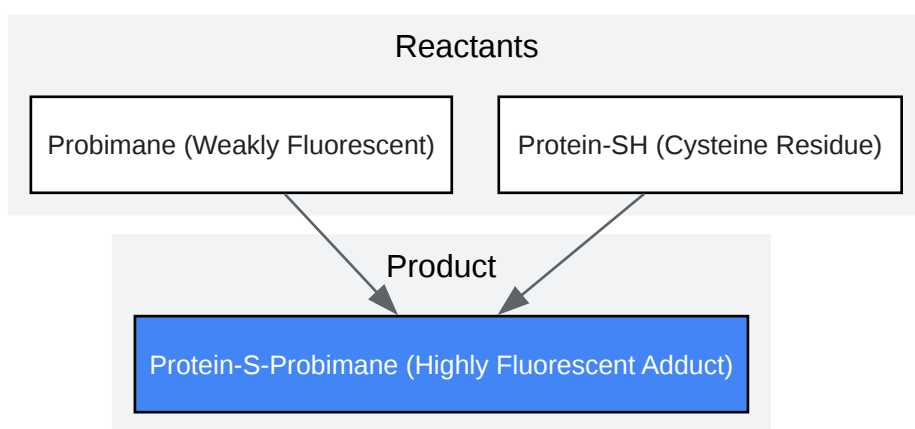 Reactants
Probimane (Weakly Fluorescent)
Protein-SH (Cysteine Residue)
Product
Protein-S-Probimane (Highly Fluorescent Adduct)